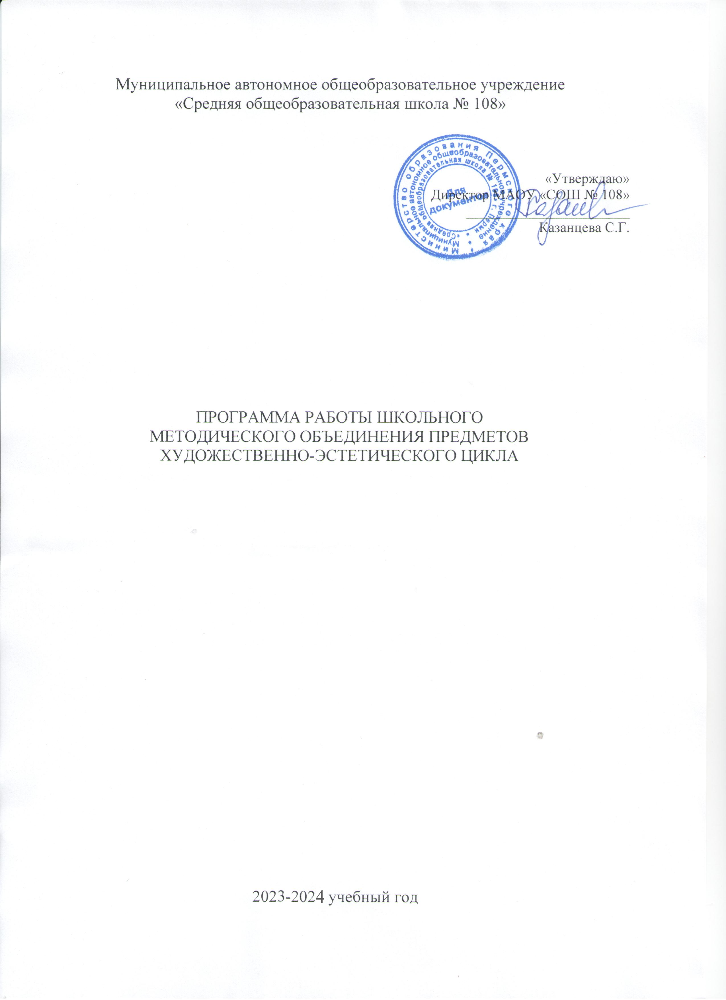 Муниципальное автономное общеобразовательное учреждение
«Средняя общеобразовательная школа № 108»
Министерство образования Пермского края
Муниципальное автономное общеобразовательное учреждение
«Средняя общеобразовательная школа № 108» г. Перми
Для
документов
«Утверждаю»
Директор МАОУ «СОШ № 108»
Казанцева С.Г.
ПРОГРАММА РАБОТЫ ШКОЛЬНОГО
МЕТОДИЧЕСКОГО ОБЪЕДИНЕНИЯ ПРЕДМЕТОВ
ХУДОЖЕСТВЕННО-ЭСТЕТИЧЕСКОГО ЦИКЛА
2023-2024 учебный год